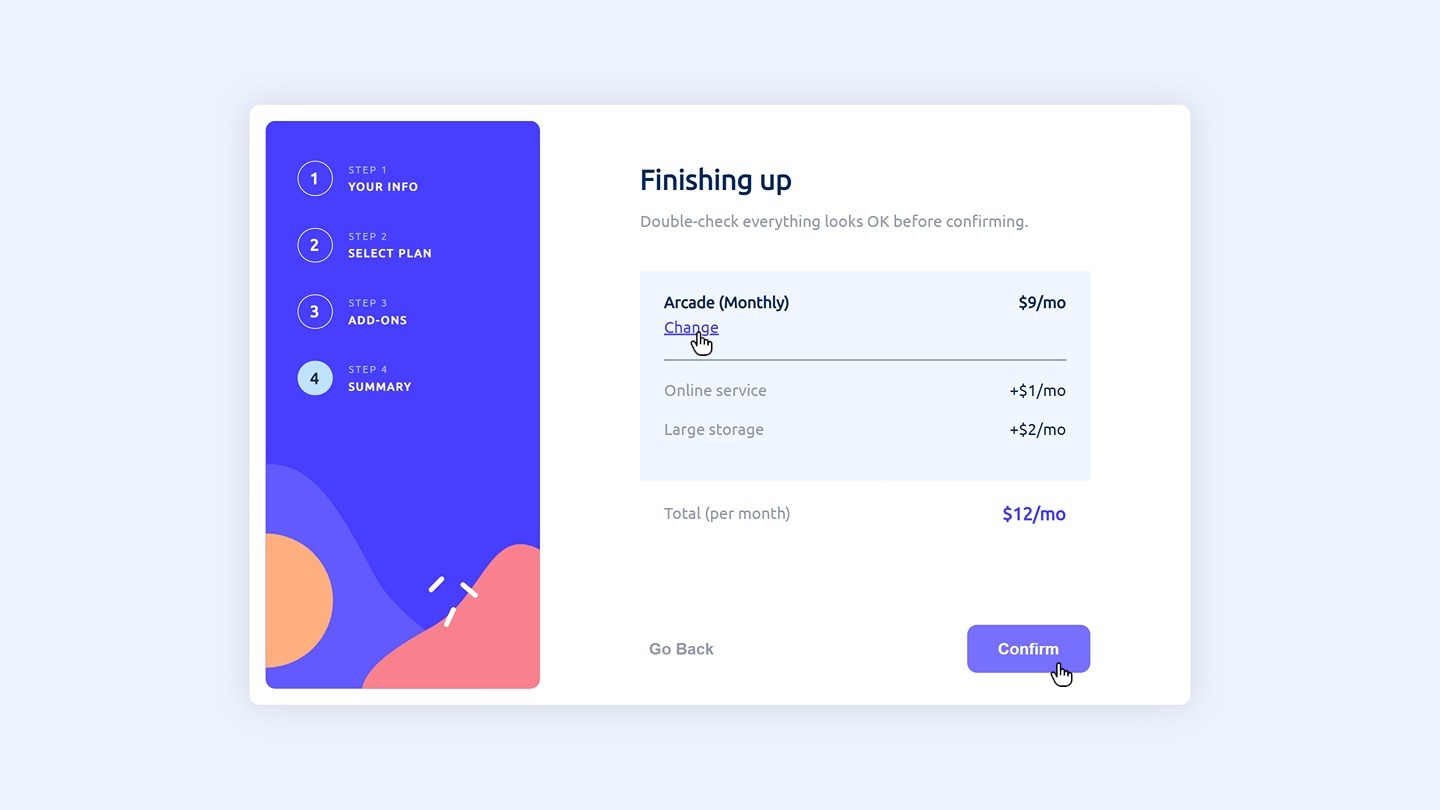 1
STEP 1
YOUR INFO
2
STEP 2
SELECT PLAN
3
STEP 3
ADD-ONS
4
STEP 4
SUMMARY
Finishing up
Double-check everything looks OK before confirming.
Arcade (Monthly) $9/mo
Change
Online service +$1/mo
Large storage +$2/mo
Total (per month) $12/mo
Go Back Confirm